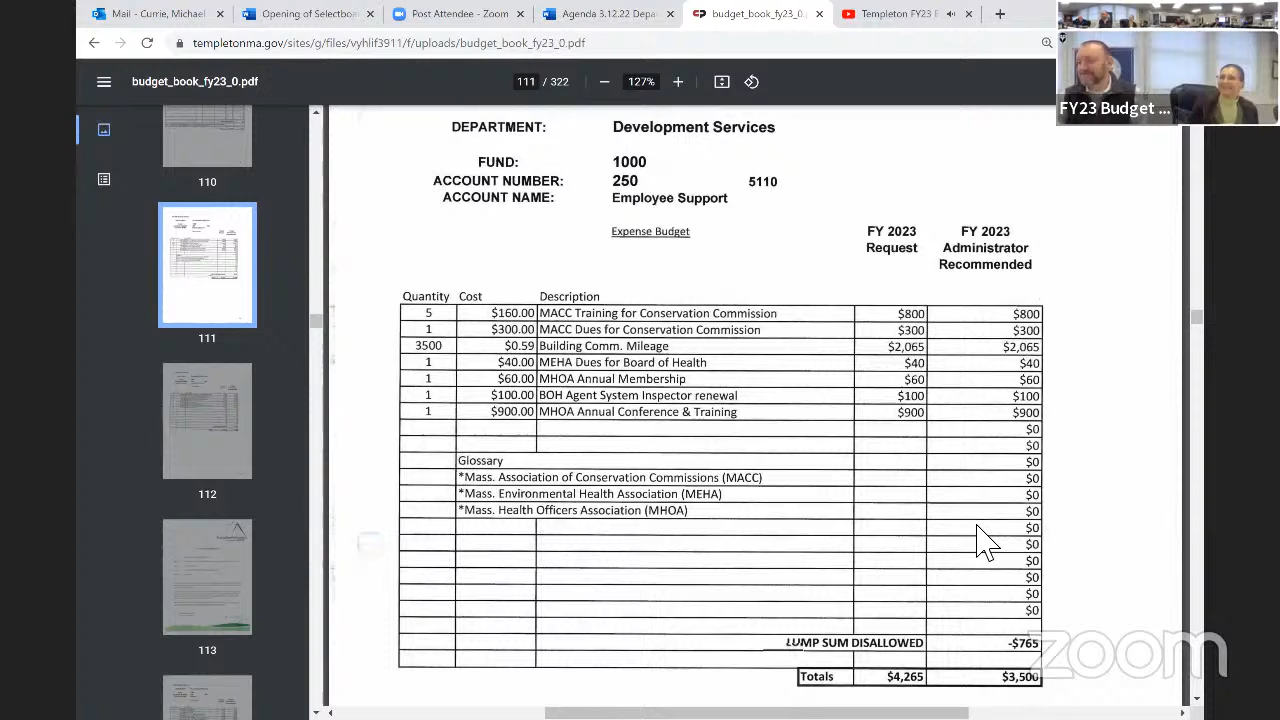 Mail - Currie, Michael
Opening of Selectboar
Post Attendee - Zoo
Agenda 3.12.22 Depar
budget_book_fy23_0.p
Templeton FY23 B
templetonma.gov/sites/g/files/vyhlif3911/f/uploads/budget_book_fy23_0.pdf
budget_book_fy23_0.pdf
111 / 322
127%
FY23 Budget ...
110
111
112
113
DEPARTMENT: Development Services
FUND: 1000
ACCOUNT NUMBER: 250 5110
ACCOUNT NAME: Employee Support
Expense Budget FY 2023 FY 2023
Request Administrator
Recommended
Quantity Cost Description
5 $160.00 MACC Training for Conservation Commission $800 $800
1 $300.00 MACC Dues for Conservation Commission $300 $300
3500 $0.59 Building Comm. Mileage $2,065 $2,065
1 $40.00 MEHA Dues for Board of Health $40 $40
1 $60.00 MHOA Annual Membership $60 $60
1 $100.00 BOH Agent System Inspector renewal $100 $100
1 $900.00 MHOA Annual Conference & Training $900 $900
$0
$0
Glossary $0
*Mass. Association of Conservation Commissions (MACC) $0
*Mass. Environmental Health Association (MEHA) $0
*Mass. Health Officers Association (MHOA) $0
$0
$0
$0
$0
$0
$0
LUMP SUM DISALLOWED -$765
Totals $4,265 $3,500
zoom